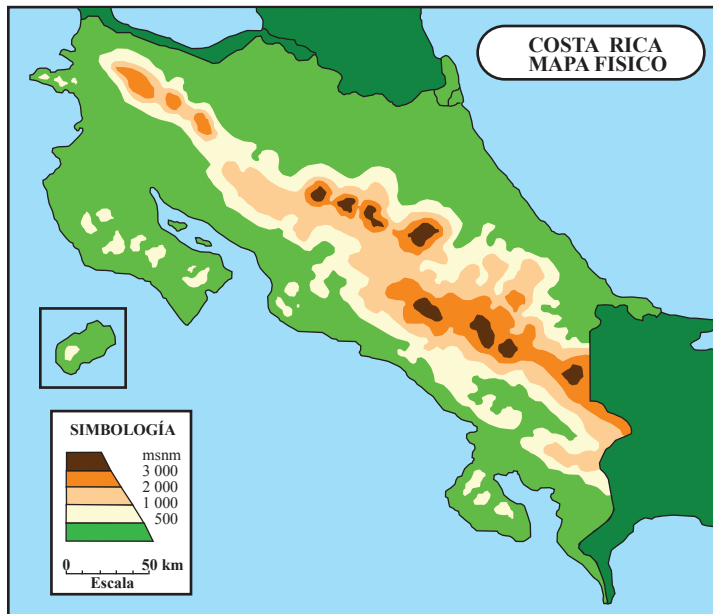 COSTA RICA
MAPA FISICO
SIMBOLOGÍA
msnm
3 000
2 000
1 000
500
0 50 km
Escala